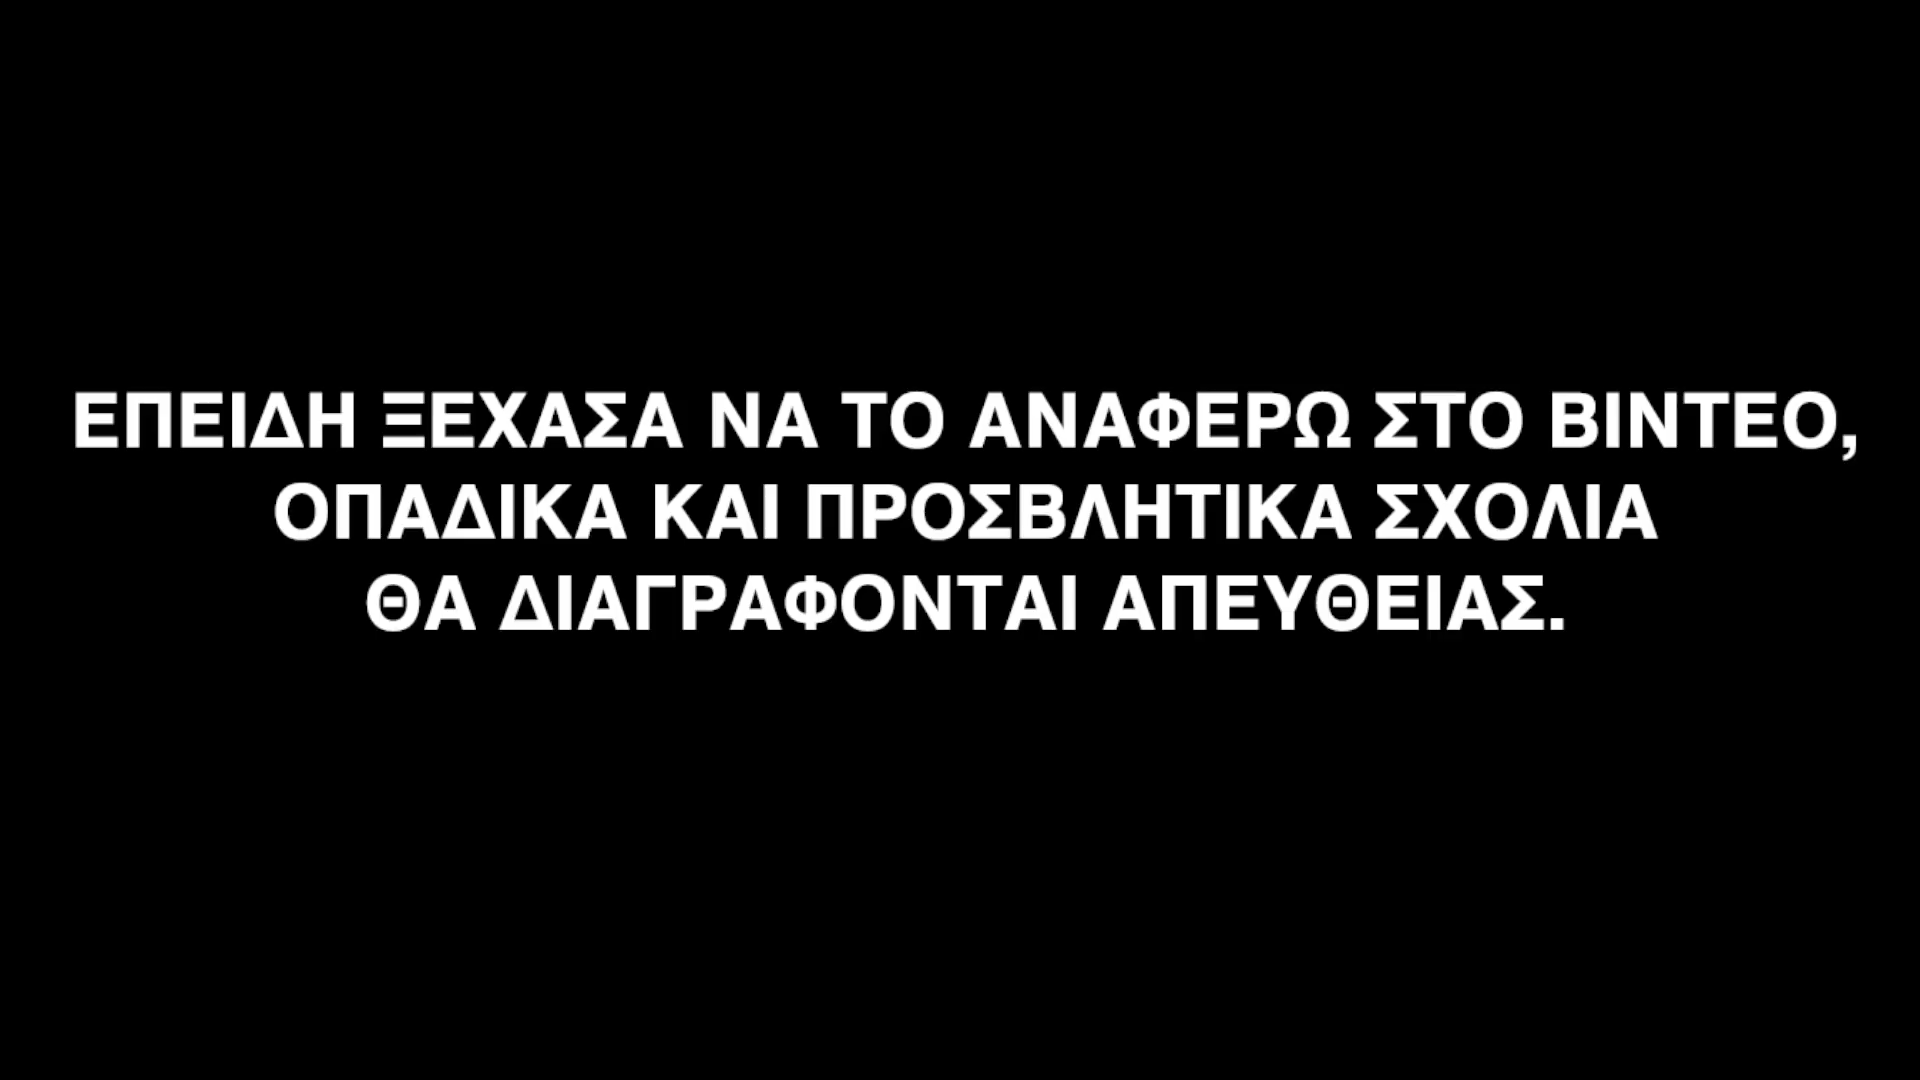 ΕΠΕΙΔΗ ΞΕΧΑΣΑ ΝΑ ΤΟ ΑΝΑΦΕΡΩ ΣΤΟ ΒΙΝΤΕΟ,
ΟΠΑΔΙΚΑ ΚΑΙ ΠΡΟΣΒΛΗΤΙΚΑ ΣΧΟΛΙΑ
ΘΑ ΔΙΑΓΡΑΦΟΝΤΑΙ ΑΠΕΥΘΕΙΑΣ.